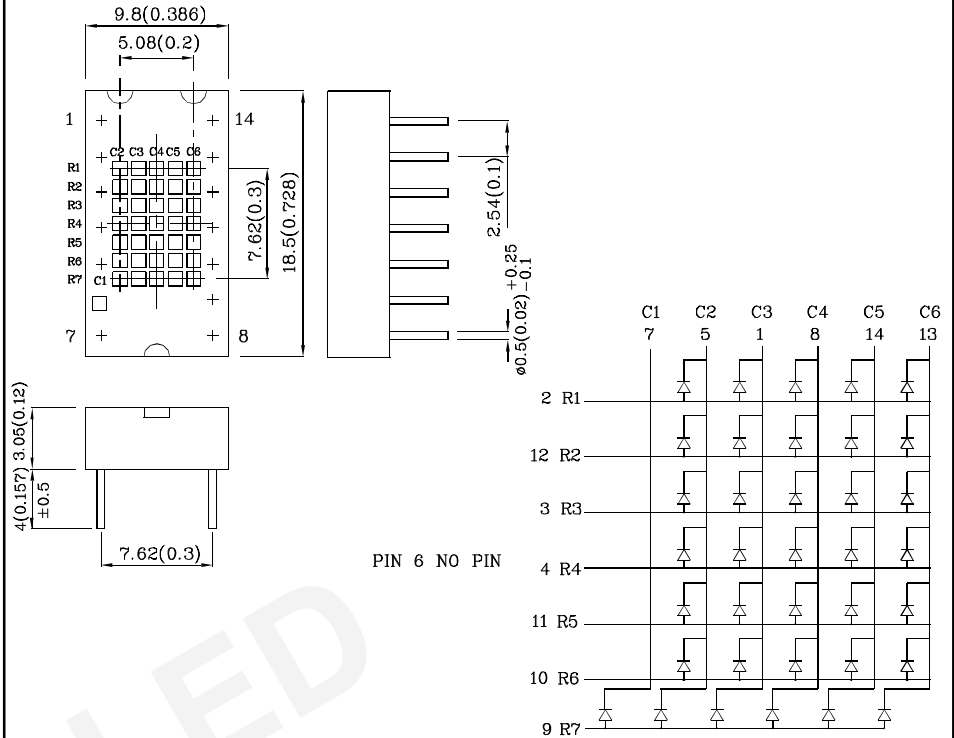 9.8(0.386)
5.08(0.2)
1 14
C2 C3 C4 C5 C6
R1
R2
R3
R4
R5
R6
R7 C1
7 8
7.62(0.3)
18.5(0.728)
2.54(0.1)
ø0.5(0.02) +0.25 -0.1
3.05(0.12)
4(0.157) ±0.5
7.62(0.3)
PIN 6 NO PIN
C1 C2 C3 C4 C5 C6
7 5 1 8 14 13
2 R1
12 R2
3 R3
4 R4
11 R5
10 R6
9 R7
LED